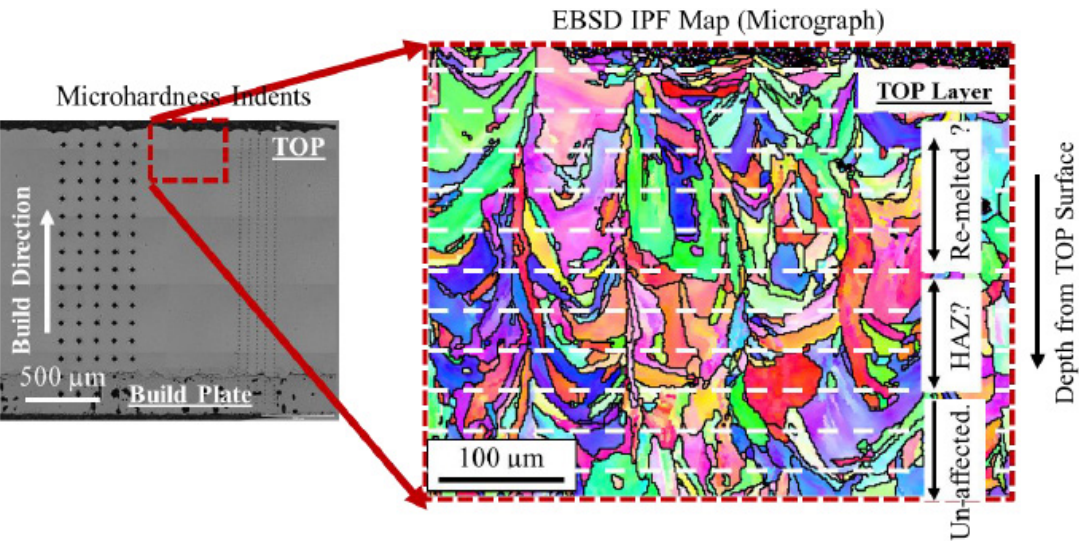 EBSD IPF Map (Micrograph)
Microhardness Indents
TOP
Build Direction
500 μm
Build Plate
TOP Layer
Re-melted ?
HAZ?
Un-affected.
100 μm
Depth from TOP Surface